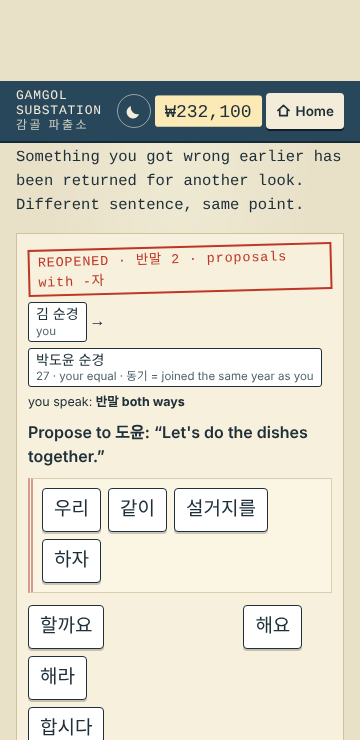 GAMGOL
SUBSTATION
감골 파출소
₩232,100
Home
Something you got wrong earlier has
been returned for another look.
Different sentence, same point.
REOPENED · 반말 2 · proposals
with -자
김 순경
you
→
박도윤 순경
27 · your equal · 동기 = joined the same year as you
you speak: 반말 both ways
Propose to 도윤: “Let's do the dishes
together.”
우리 같이 설거지를
하자
할까요 해요
해라
합시다